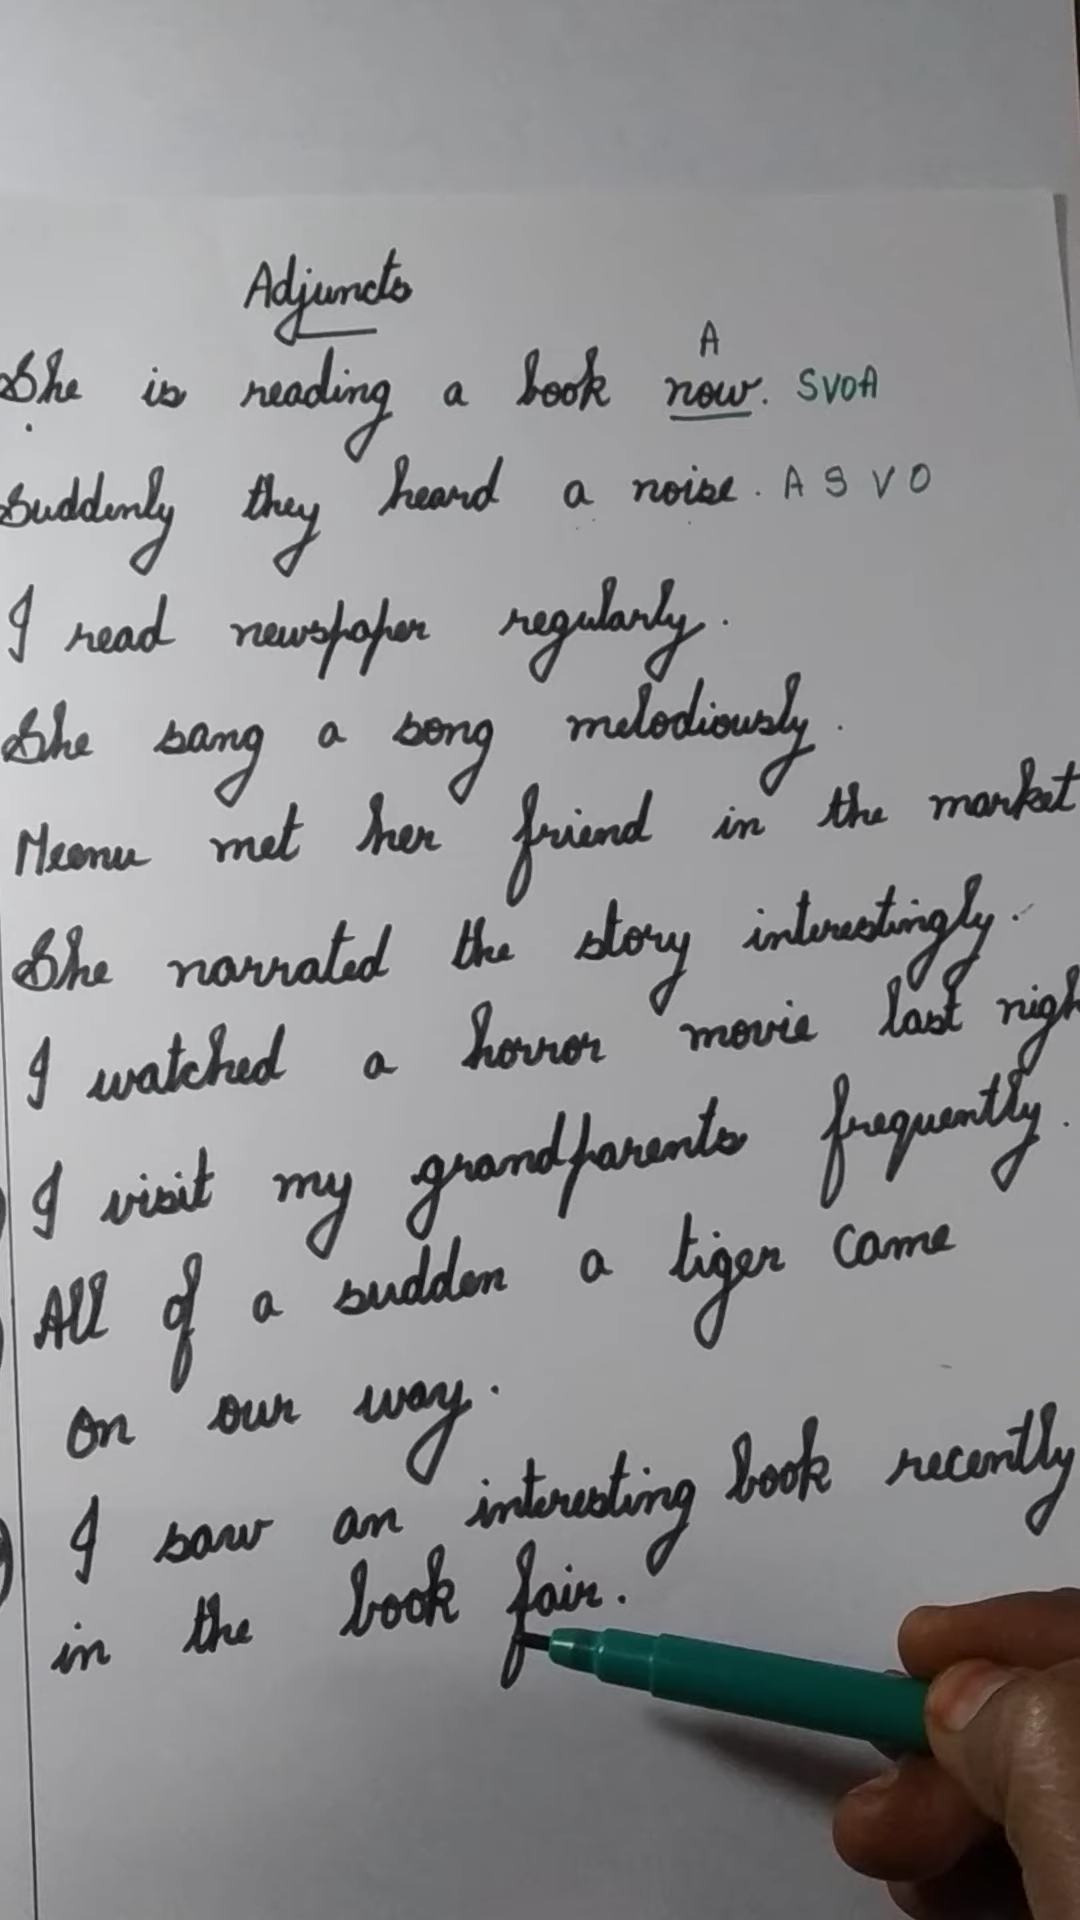 Adjuncts
A
She is reading a book now. SVOA
Suddenly they heard a noise. A S V O
I read newspaper regularly.
She sang a song melodiously.
Meenu met her friend in the market
She narrated the story interestingly.
I watched a horror movie last nigh
I visit my grandparents frequently.
All of a sudden a tiger came
on our way.
I saw an interesting book recently
in the book fair.